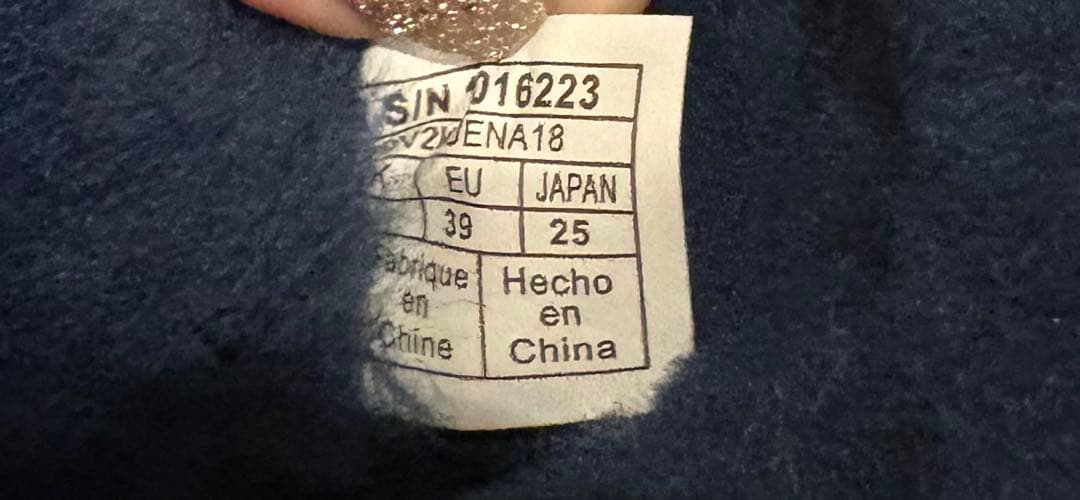 S/N 016223
ENA18
EU JAPAN
39 25
Fabrique Hecho
en en
Chine China